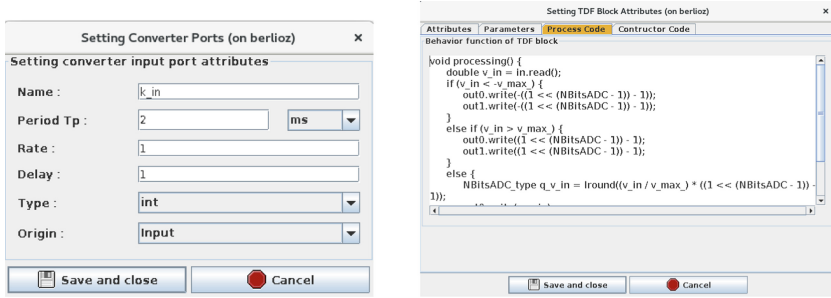 Setting Converter Ports (on berlioz)
Setting converter input port attributes
Name : k_in
Period Tp : 2 ms
Rate : 1
Delay : 1
Type : int
Origin : Input
Save and close Cancel
Setting TDF Block Attributes (on berlioz)
Attributes Parameters Process Code Contructor Code
Behavior function of TDF block
void processing() {
double v_in = in.read();
if (v_in < -v_max_) {
out0.write(-((1 << (NBitsADC - 1)) - 1));
out1.write(-((1 << (NBitsADC - 1)) - 1));
}
else if (v_in > v_max_) {
out0.write((1 << (NBitsADC - 1)) - 1);
out1.write((1 << (NBitsADC - 1)) - 1);
}
else {
NBitsADC_type q_v_in = lround((v_in / v_max_) * ((1 << (NBitsADC - 1)) -
1));
Save and close Cancel